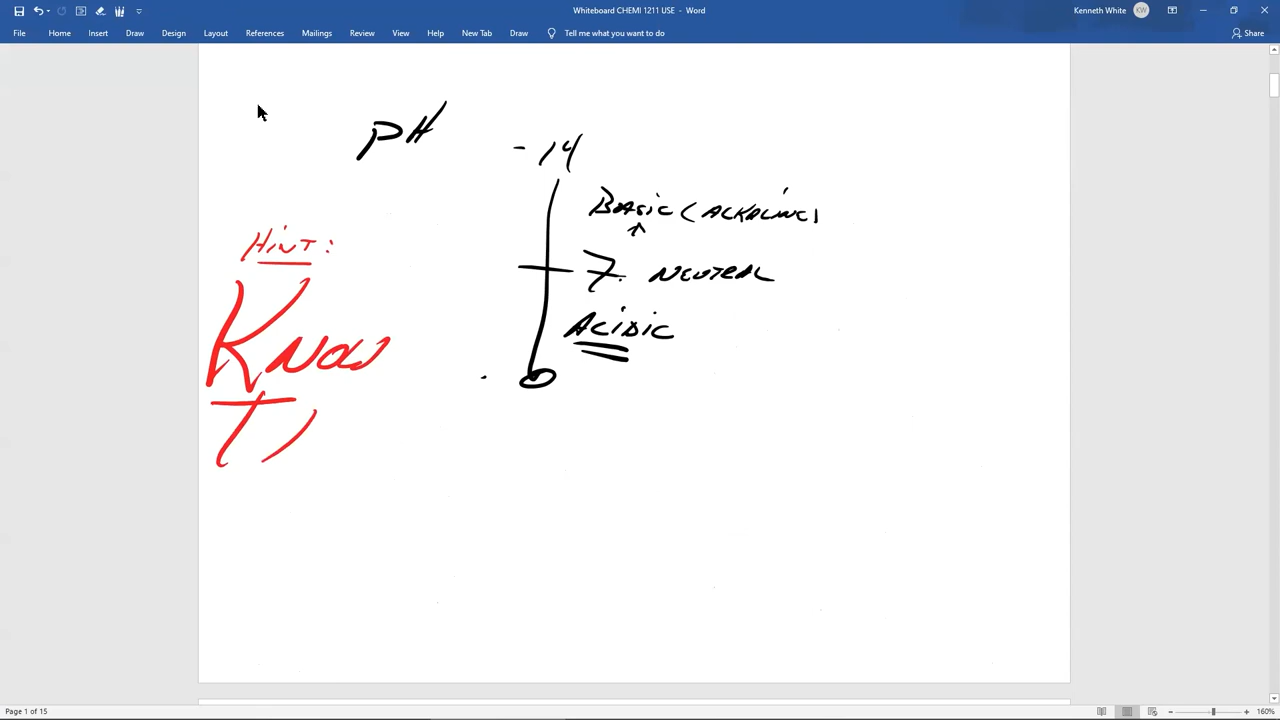 Whiteboard CHEMI 1211 USE - Word
Kenneth White KW
File Home Insert Draw Design Layout References Mailings Review View Help New Tab Draw Tell me what you want to do Share
pH
- 14
BASIC (ALKALINE)
7. NEUTRAL
ACIDIC
0
HINT:
KNOW
Page 1 of 15
160%